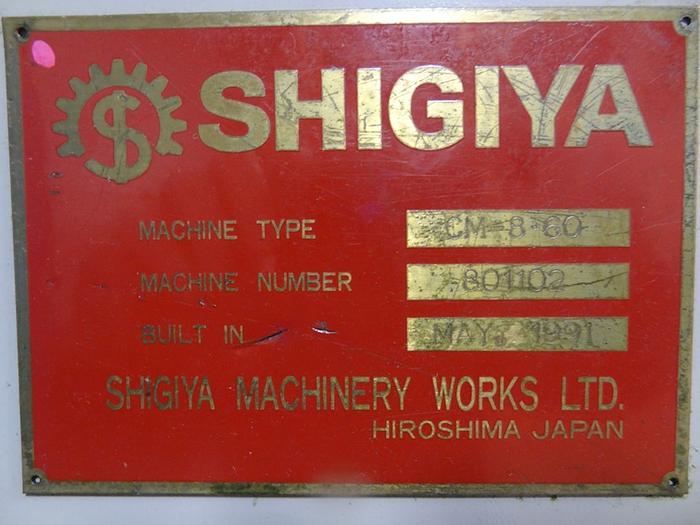 SHIGIYA
MACHINE TYPE CM-8-60
MACHINE NUMBER 801102
BUILT IN MAY. 1991
SHIGIYA MACHINERY WORKS LTD.
HIROSHIMA JAPAN